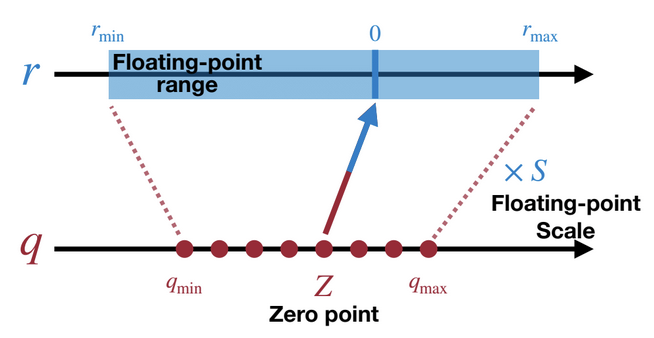 r_min 0 r_max
r
Floating-point
range
× S
Floating-point
Scale
q
q_min Z q_max
Zero point